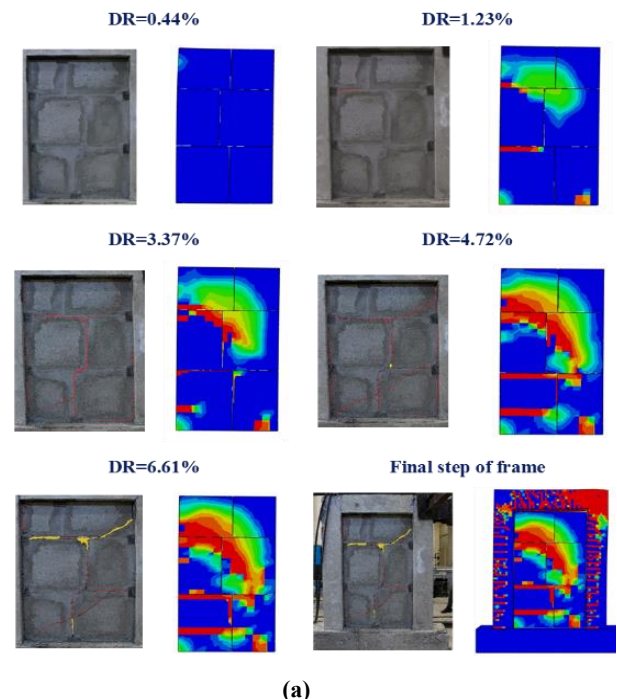 DR=0.44%
DR=1.23%
DR=3.37%
DR=4.72%
DR=6.61%
Final step of frame
(a)